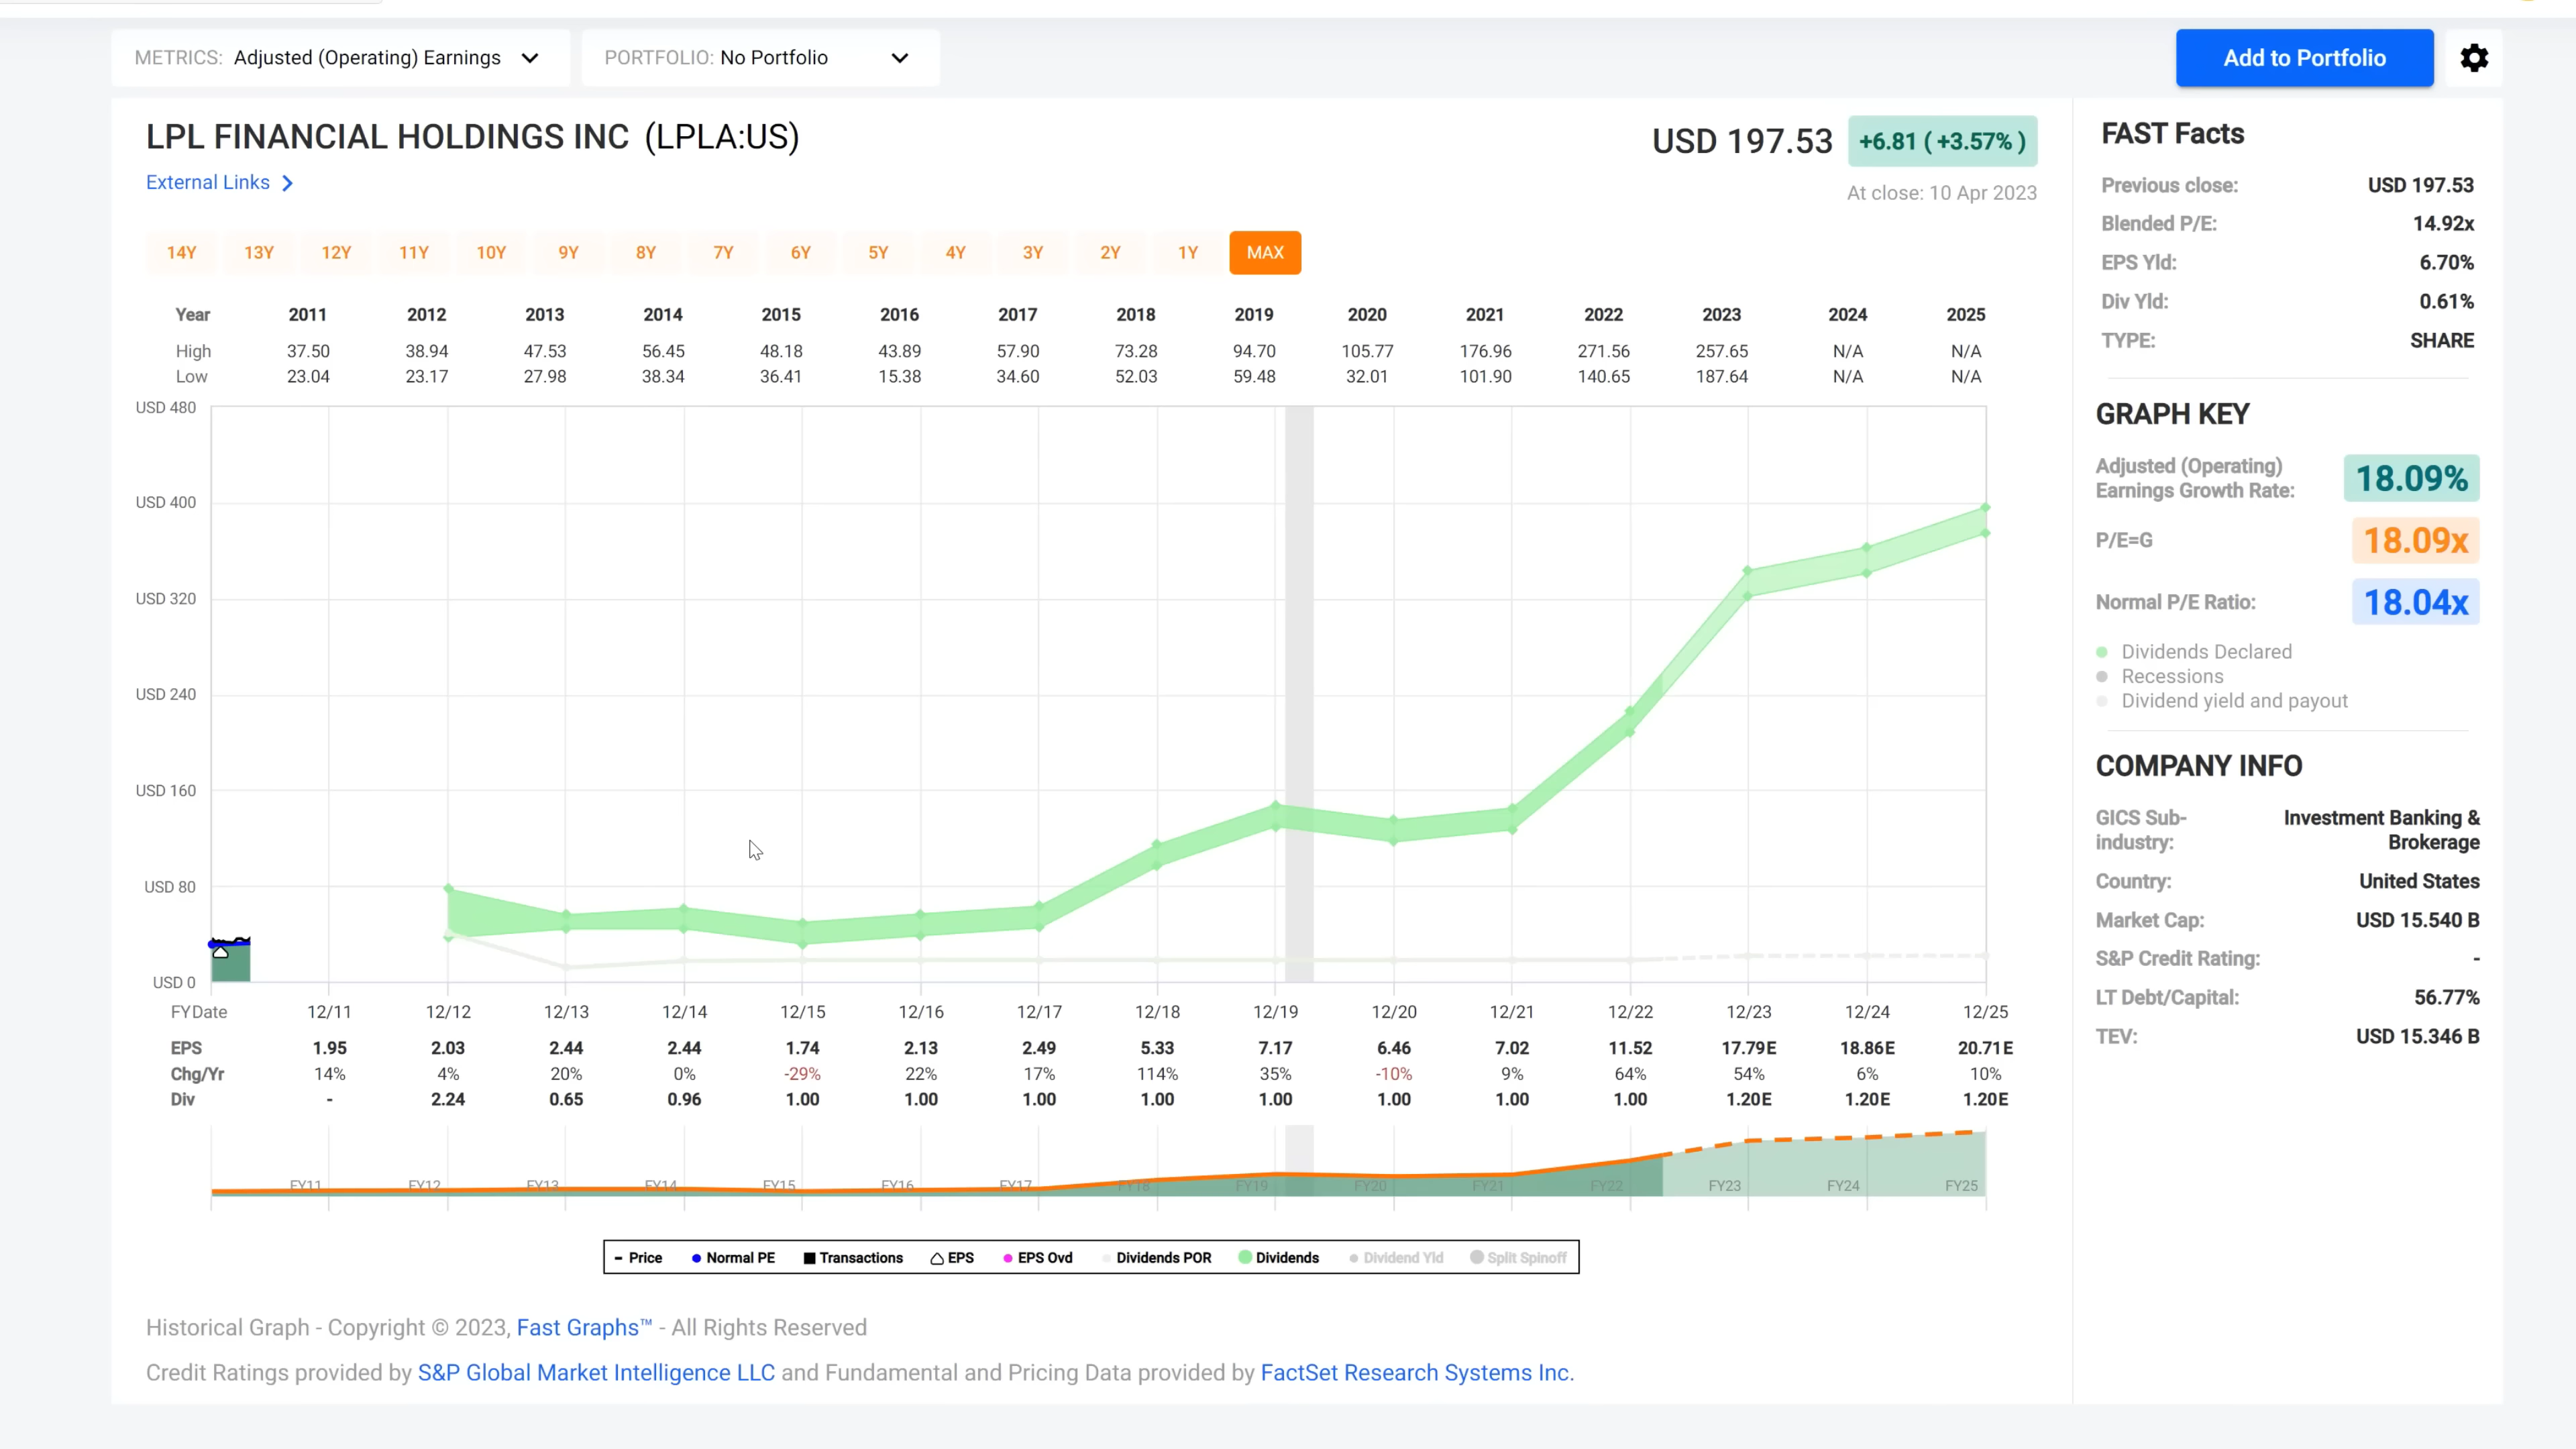 METRICS: Adjusted (Operating) Earnings PORTFOLIO: No Portfolio Add to Portfolio
LPL FINANCIAL HOLDINGS INC (LPLA:US) USD 197.53 +6.81 ( +3.57% )
External Links At close: 10 Apr 2023
14Y 13Y 12Y 11Y 10Y 9Y 8Y 7Y 6Y 5Y 4Y 3Y 2Y 1Y MAX
Year 2011 2012 2013 2014 2015 2016 2017 2018 2019 2020 2021 2022 2023 2024 2025
High 37.50 38.94 47.53 56.45 48.18 43.89 57.90 73.28 94.70 105.77 176.96 271.56 257.65 N/A N/A
Low 23.04 23.17 27.98 38.34 36.41 15.38 34.60 52.03 59.48 32.01 101.90 140.65 187.64 N/A N/A
USD 480
USD 400
USD 320
USD 240
USD 160
USD 80
USD 0
FYDate 12/11 12/12 12/13 12/14 12/15 12/16 12/17 12/18 12/19 12/20 12/21 12/22 12/23 12/24 12/25
EPS 1.95 2.03 2.44 2.44 1.74 2.13 2.49 5.33 7.17 6.46 7.02 11.52 17.79E 18.86E 20.71E
Chg/Yr 14% 4% 20% 0% -29% 22% 17% 114% 35% -10% 9% 64% 54% 6% 10%
Div - 2.24 0.65 0.96 1.00 1.00 1.00 1.00 1.00 1.00 1.00 1.00 1.20E 1.20E 1.20E
FY11 FY12 FY13 FY14 FY15 FY16 FY17 FY18 FY19 FY20 FY21 FY22 FY23 FY24 FY25
Price Normal PE Transactions EPS EPS Ovd Dividends POR Dividends Dividend Yld Split Spinoff
Historical Graph - Copyright © 2023, Fast Graphs™ - All Rights Reserved
Credit Ratings provided by S&P Global Market Intelligence LLC and Fundamental and Pricing Data provided by FactSet Research Systems Inc.
FAST Facts
Previous close: USD 197.53
Blended P/E: 14.92x
EPS Yld: 6.70%
Div Yld: 0.61%
TYPE: SHARE
GRAPH KEY
Adjusted (Operating)
Earnings Growth Rate: 18.09%
P/E=G 18.09x
Normal P/E Ratio: 18.04x
Dividends Declared
Recessions
Dividend yield and payout
COMPANY INFO
GICS Sub- Investment Banking &
industry: Brokerage
Country: United States
Market Cap: USD 15.540 B
S&P Credit Rating: -
LT Debt/Capital: 56.77%
TEV: USD 15.346 B